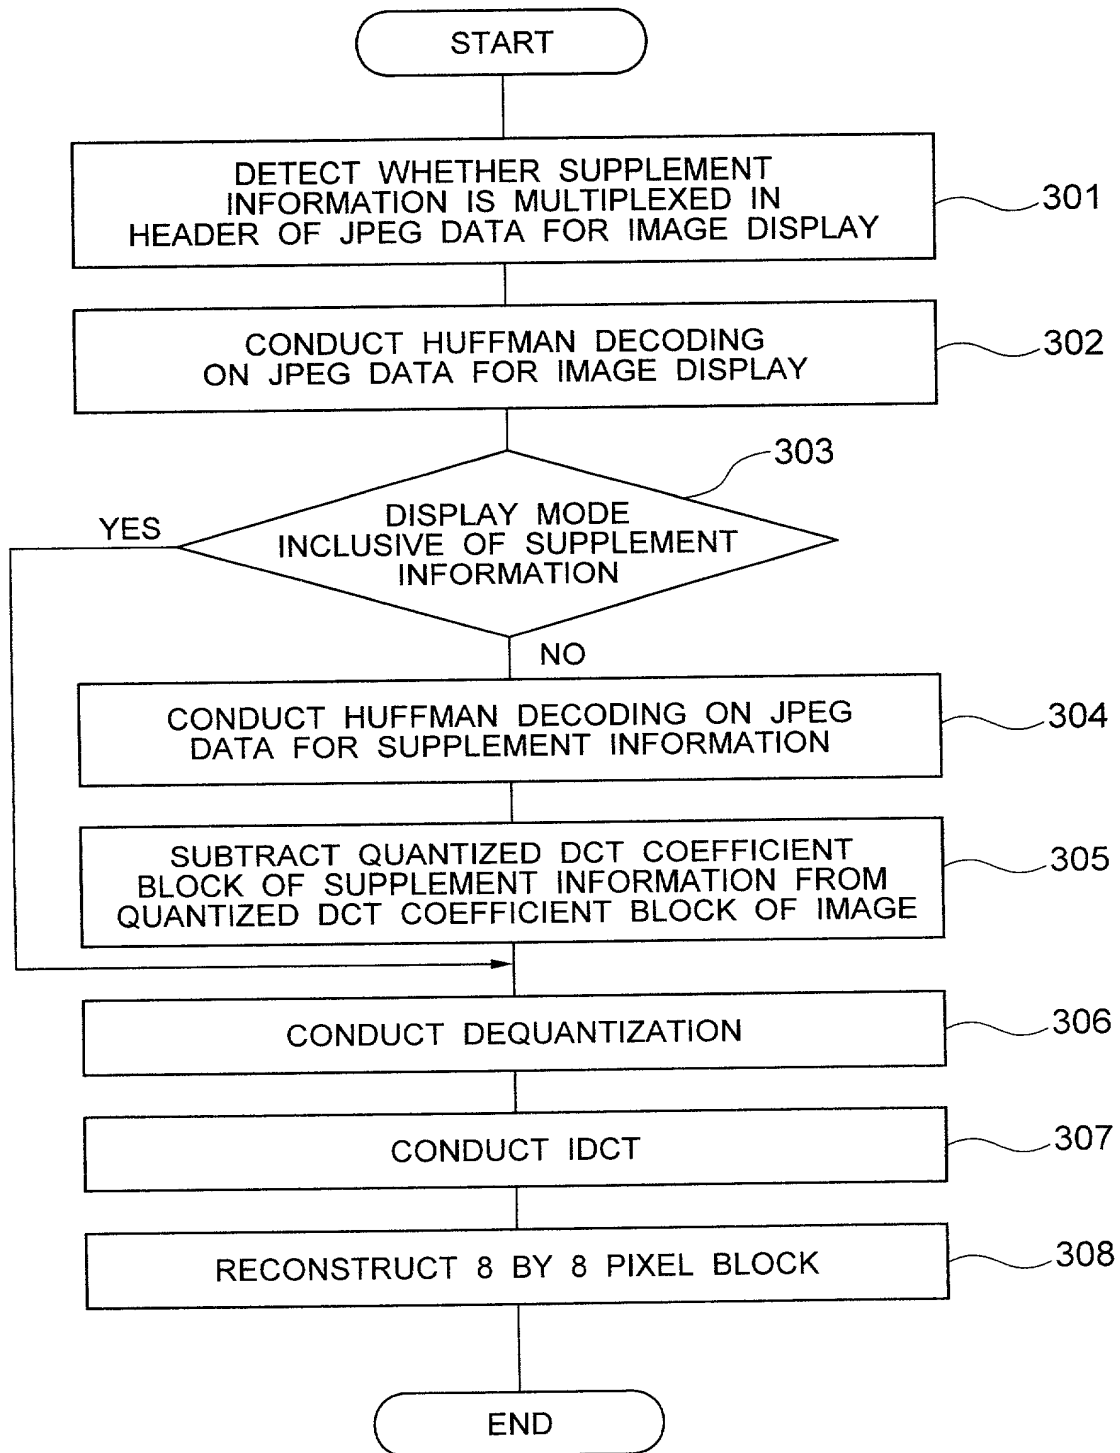 START
DETECT WHETHER SUPPLEMENT
INFORMATION IS MULTIPLEXED IN
HEADER OF JPEG DATA FOR IMAGE DISPLAY
301
CONDUCT HUFFMAN DECODING
ON JPEG DATA FOR IMAGE DISPLAY
302
303
YES
DISPLAY MODE
INCLUSIVE OF SUPPLEMENT
INFORMATION
NO
CONDUCT HUFFMAN DECODING ON JPEG
DATA FOR SUPPLEMENT INFORMATION
304
SUBTRACT QUANTIZED DCT COEFFICIENT
BLOCK OF SUPPLEMENT INFORMATION FROM
QUANTIZED DCT COEFFICIENT BLOCK OF IMAGE
305
CONDUCT DEQUANTIZATION
306
CONDUCT IDCT
307
RECONSTRUCT 8 BY 8 PIXEL BLOCK
308
END